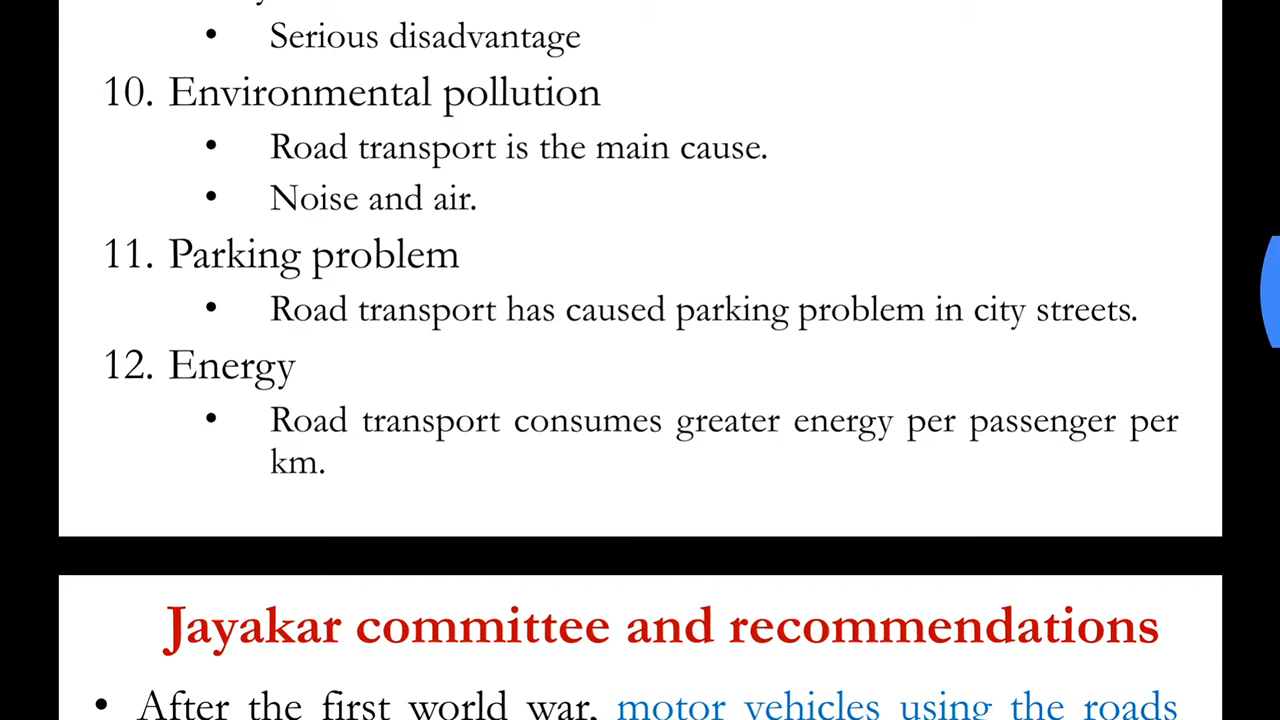 • Serious disadvantage
10. Environmental pollution
• Road transport is the main cause.
• Noise and air.
11. Parking problem
• Road transport has caused parking problem in city streets.
12. Energy
• Road transport consumes greater energy per passenger per
km.
Jayakar committee and recommendations
• After the first world war, motor vehicles using the roads